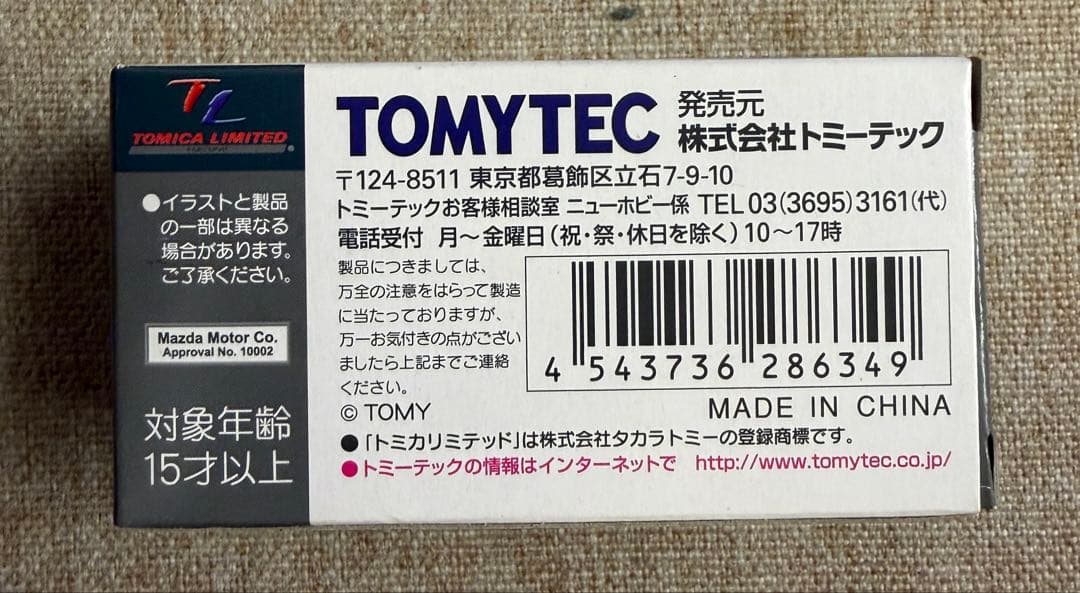 TL
TOMICA LIMITED
●イラストと製品
の一部は異なる
場合があります。
ご了承ください。
Mazda Motor Co.
Approval No. 10002
対象年齢
15才以上
TOMYTEC 発売元
株式会社トミーテック
〒124-8511 東京都葛飾区立石7-9-10
トミーテックお客様相談室 ニューホビー係 TEL 03(3695)3161(代)
電話受付 月~金曜日(祝・祭・休日を除く)10~17時
製品につきましては、
万全の注意をはらって製造
に当たっておりますが、
万一お気付きの点がござい
ましたら上記までご連絡
ください。
© TOMY
4 543736 286349
MADE IN CHINA
●「トミカリミテッド」は株式会社タカラトミーの登録商標です。
●トミーテックの情報はインターネットで http://www.tomytec.co.jp/